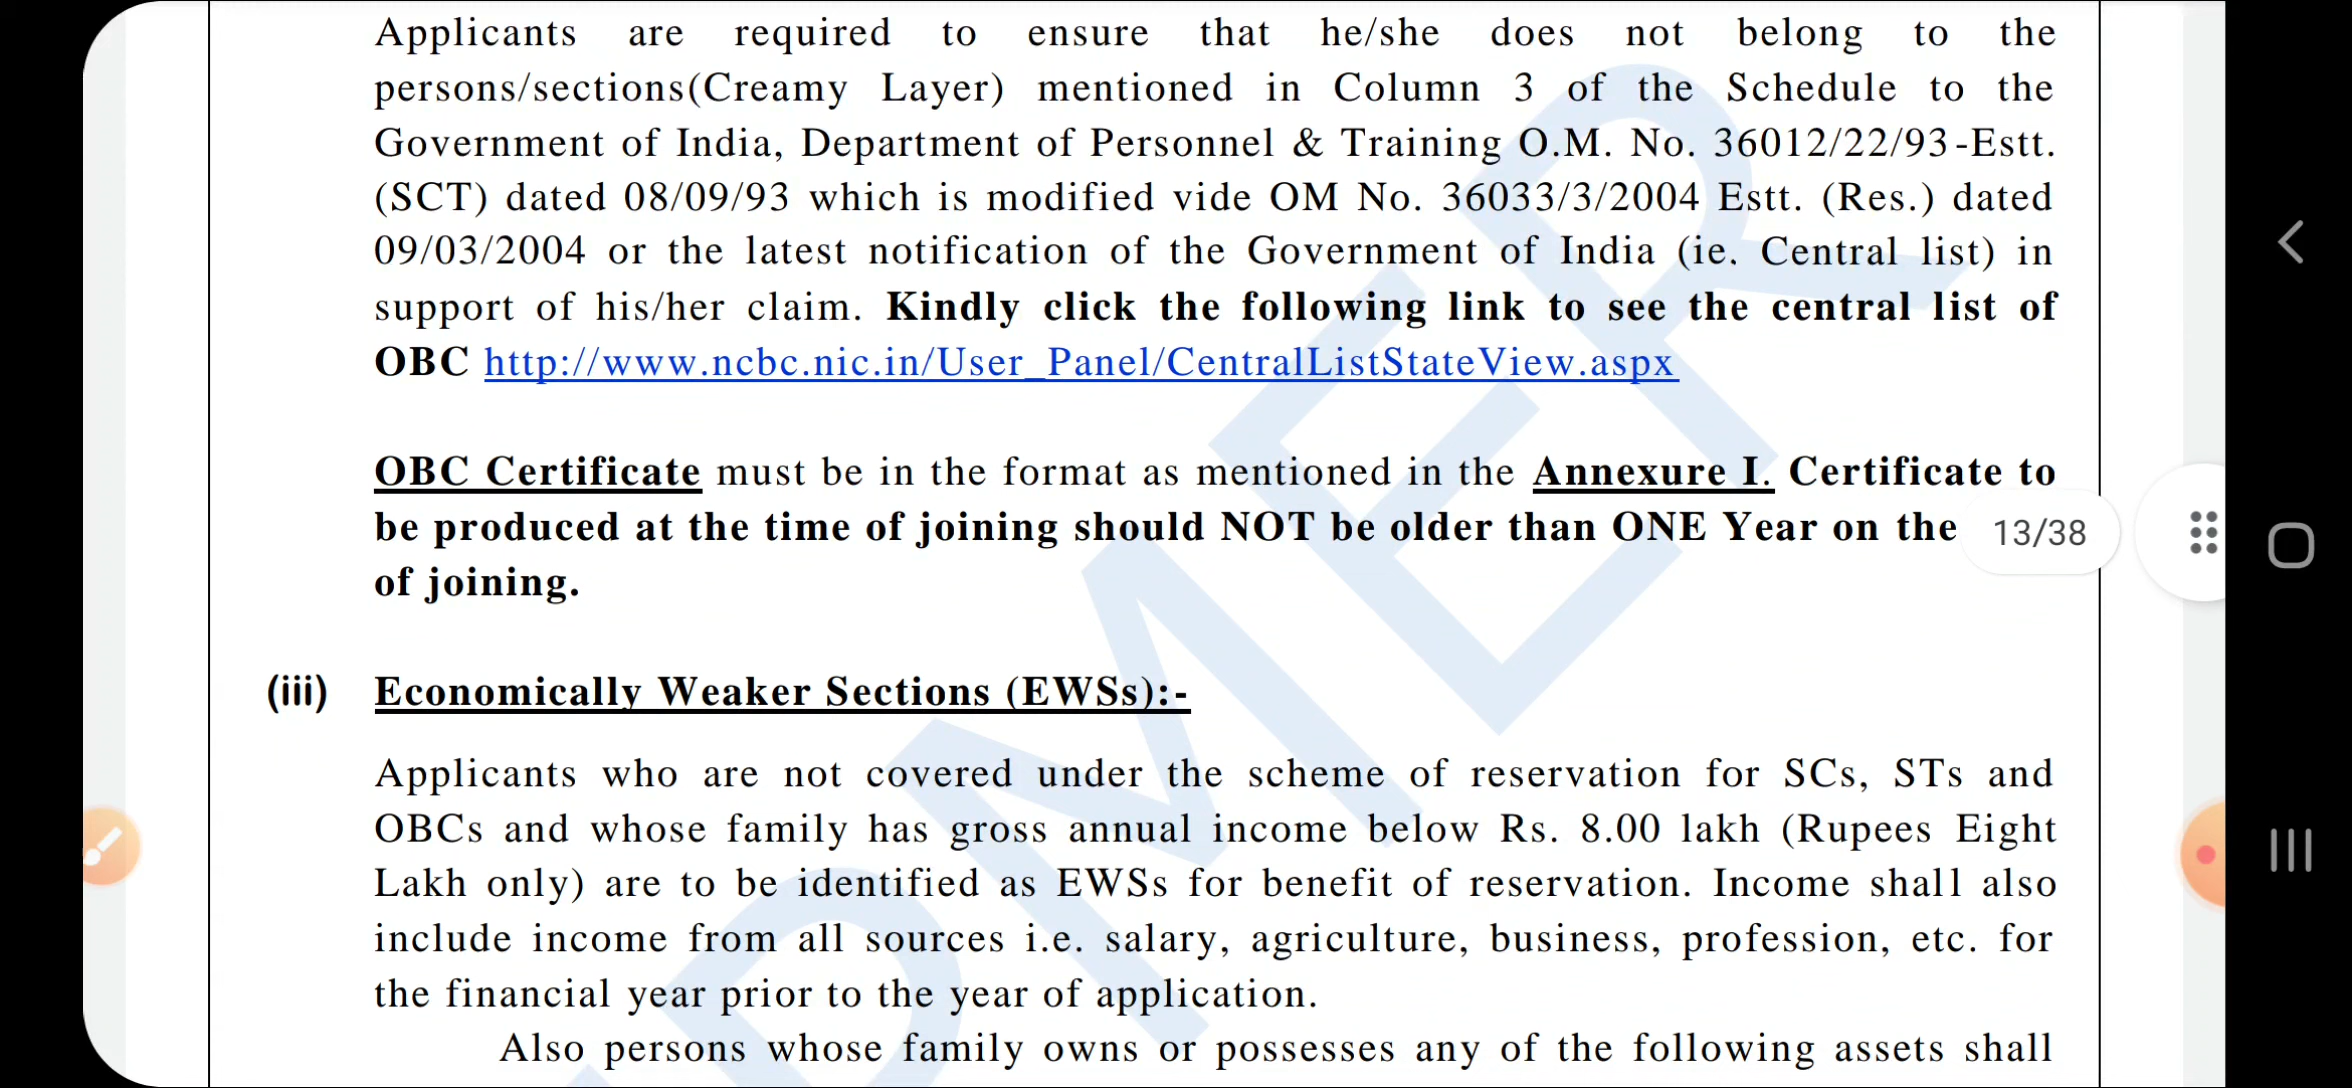 Applicants are required to ensure that he/she does not belong to the
persons/sections(Creamy Layer) mentioned in Column 3 of the Schedule to the
Government of India, Department of Personnel & Training O.M. No. 36012/22/93-Estt.
(SCT) dated 08/09/93 which is modified vide OM No. 36033/3/2004 Estt. (Res.) dated
09/03/2004 or the latest notification of the Government of India (ie. Central list) in
support of his/her claim. Kindly click the following link to see the central list of
OBC http://www.ncbc.nic.in/User_Panel/CentralListStateView.aspx
OBC Certificate must be in the format as mentioned in the Annexure I. Certificate to
be produced at the time of joining should NOT be older than ONE Year on the
13/38
of joining.
(iii) Economically Weaker Sections (EWSs):-
Applicants who are not covered under the scheme of reservation for SCs, STs and
OBCs and whose family has gross annual income below Rs. 8.00 lakh (Rupees Eight
Lakh only) are to be identified as EWSs for benefit of reservation. Income shall also
include income from all sources i.e. salary, agriculture, business, profession, etc. for
the financial year prior to the year of application.
Also persons whose family owns or possesses any of the following assets shall
PMER